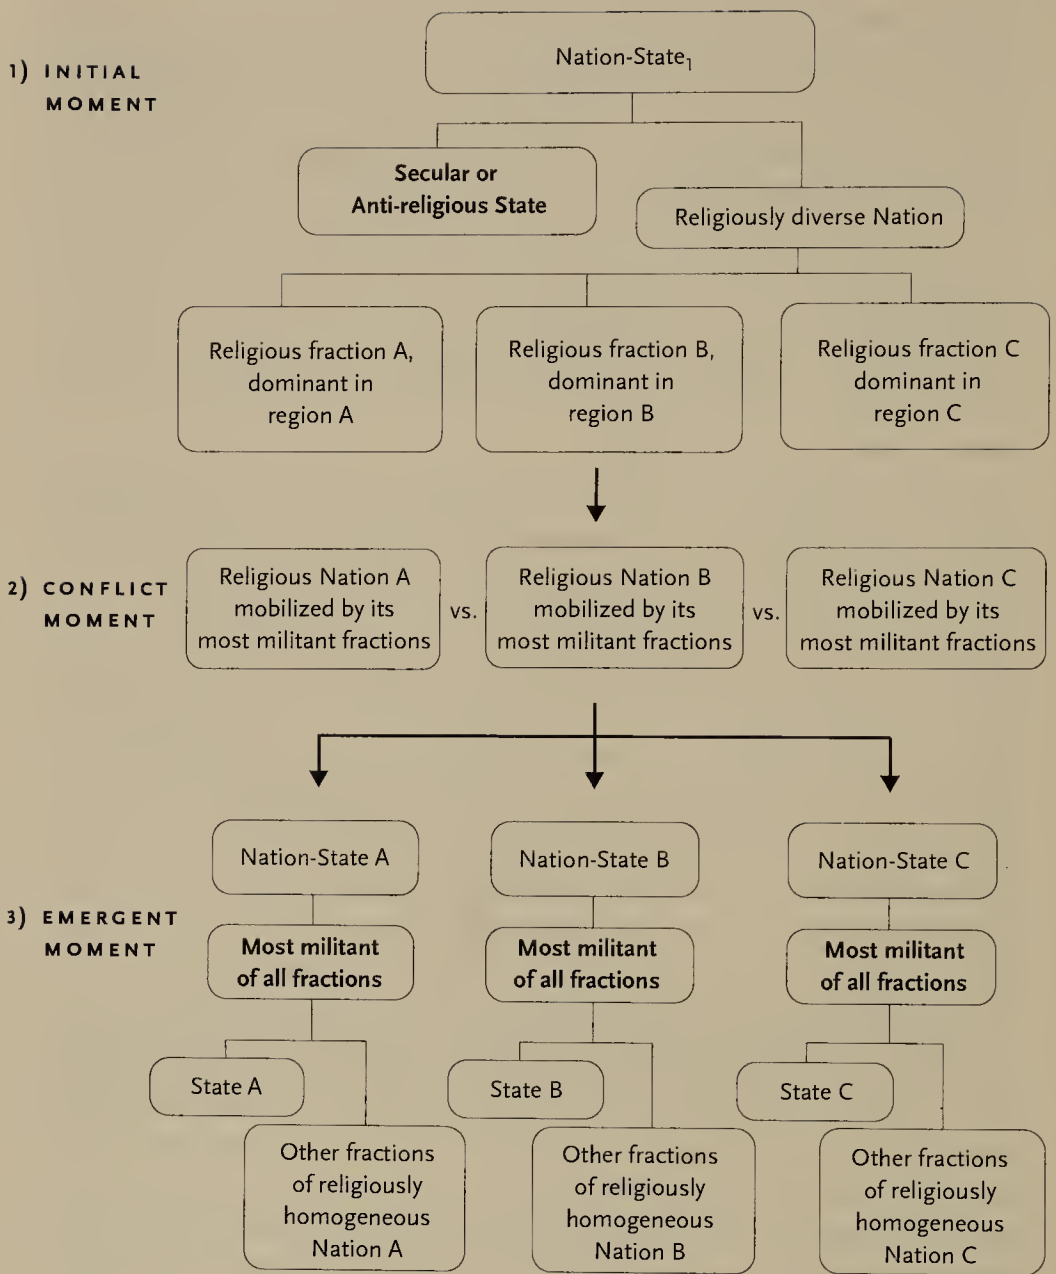 1) INITIAL
MOMENT
Nation-State1
Secular or
Anti-religious State
Religiously diverse Nation
Religious fraction A,
dominant in
region A
Religious fraction B,
dominant in
region B
Religious fraction C
dominant in
region C
2) CONFLICT
MOMENT
Religious Nation A
mobilized by its
most militant fractions
vs.
Religious Nation B
mobilized by its
most militant fractions
vs.
Religious Nation C
mobilized by its
most militant fractions
3) EMERGENT
MOMENT
Nation-State A
Nation-State B
Nation-State C
Most militant
of all fractions
Most militant
of all fractions
Most militant
of all fractions
State A
State B
State C
Other fractions
of religiously
homogeneous
Nation A
Other fractions
of religiously
homogeneous
Nation B
Other fractions
of religiously
homogeneous
Nation C